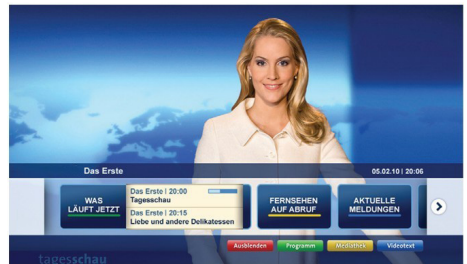 Das Erste
05.02.10 | 20:06
WAS
LÄUFT JETZT
Das Erste | 20:00
Tagesschau
Das Erste | 20:15
Liebe und andere Delikatessen
FERNSEHEN
AUF ABRUF
AKTUELLE
MELDUNGEN
Ausblenden
Programm
Mediathek
Videotext
tagesschau